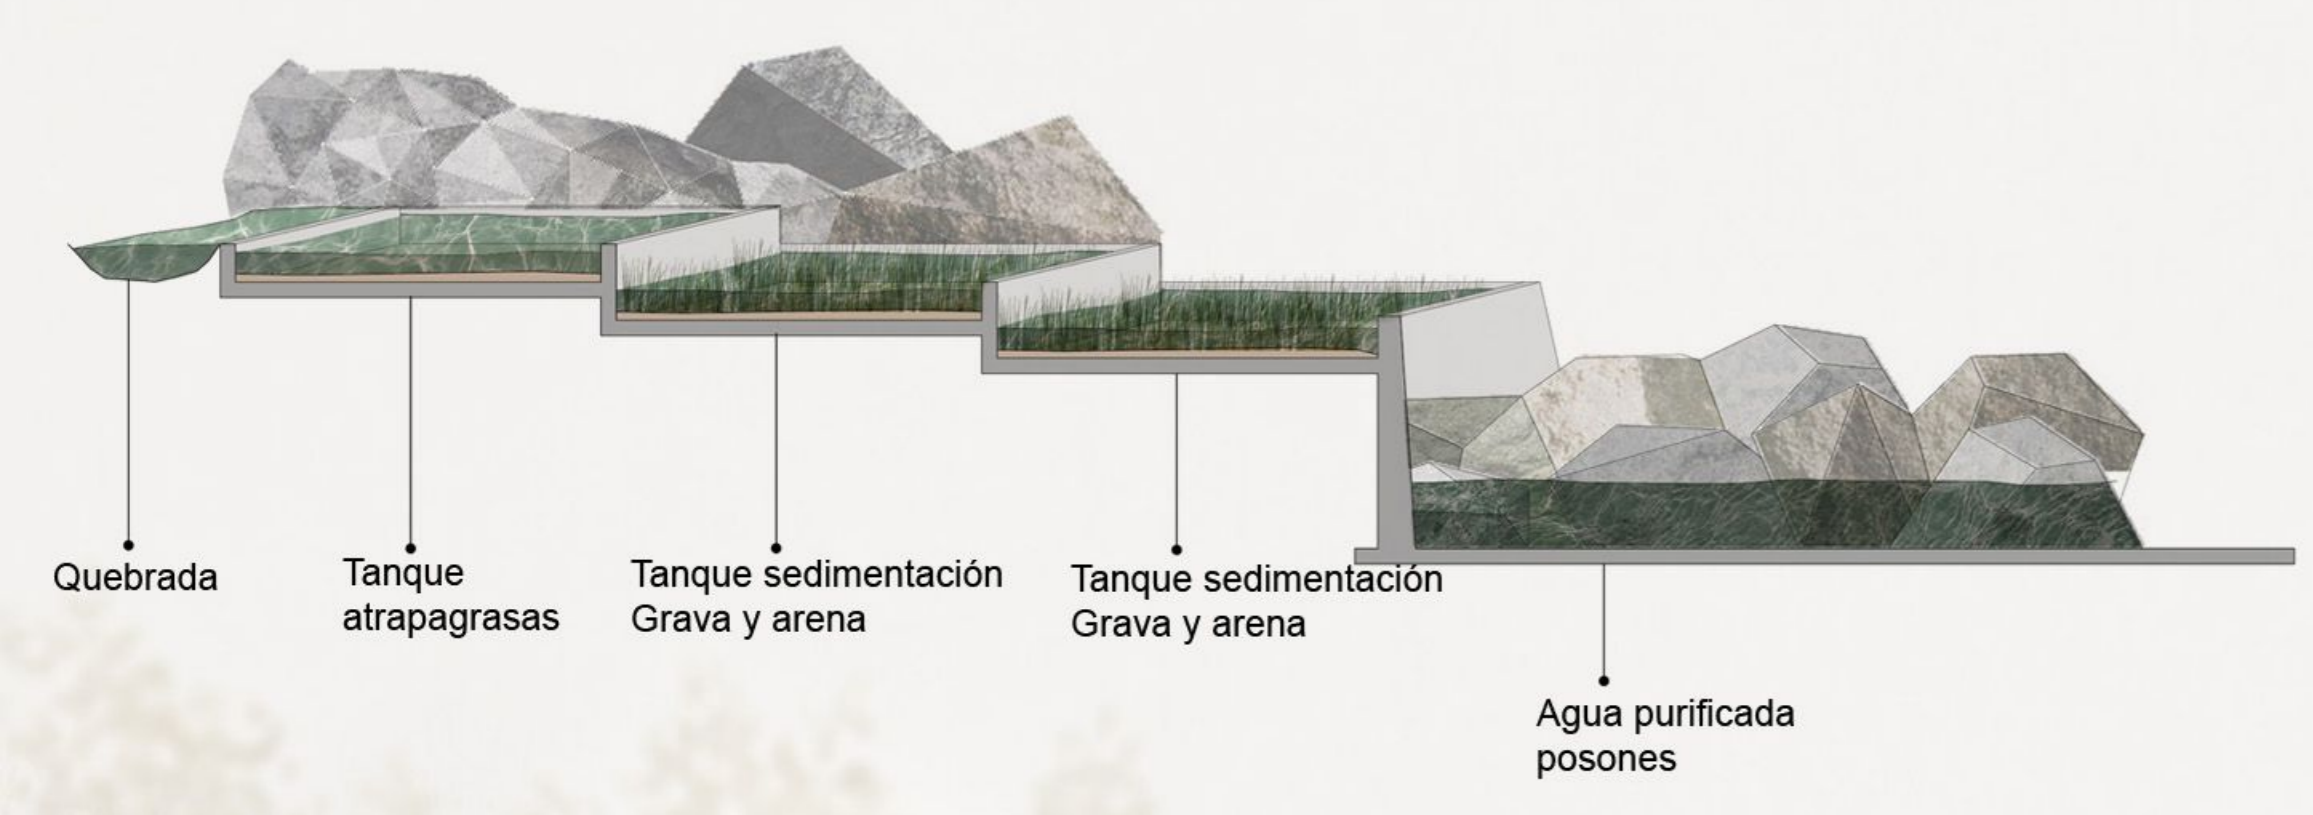 Quebrada
Tanque
atrapagrasas
Tanque sedimentación
Grava y arena
Tanque sedimentación
Grava y arena
Agua purificada
posones